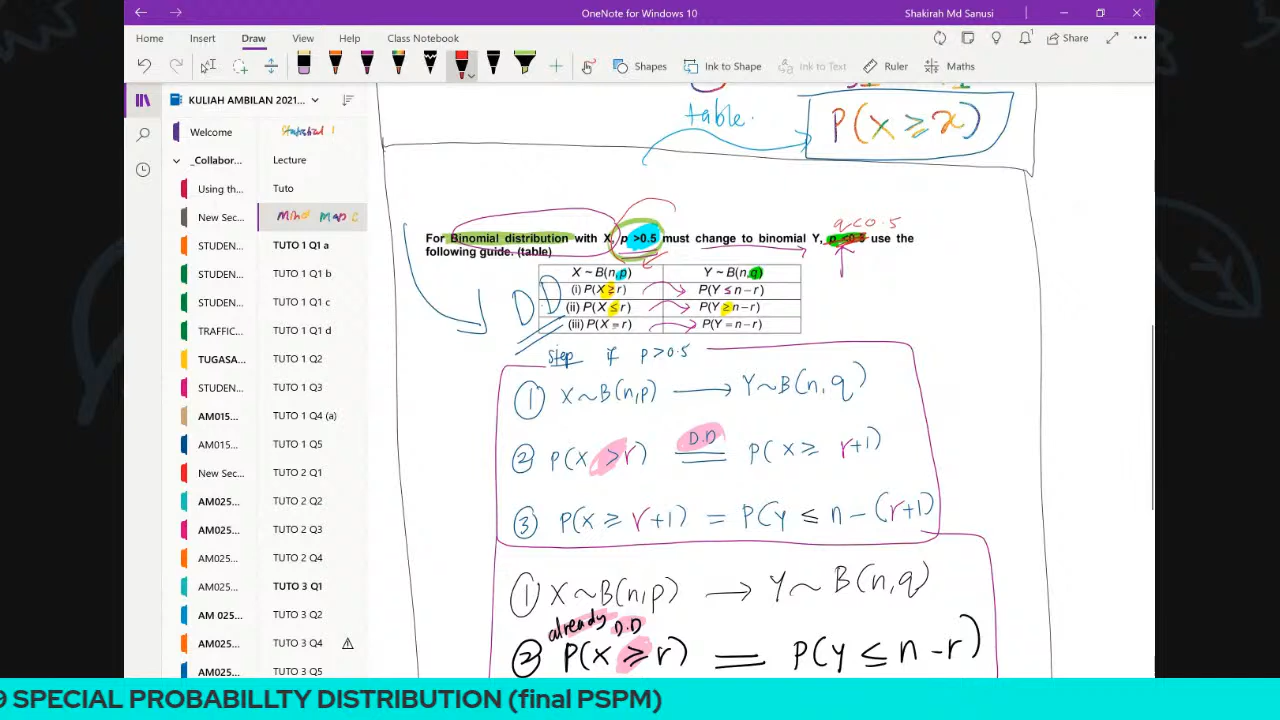 OneNote for Windows 10
Shakirah Md Sanusi
Home Insert Draw View Help Class Notebook
Share
Shapes Ink to Shape Ink to Text Ruler Maths
KULIAH AMBILAN 2021...
Welcome
_Collabor...
Using th...
New Sec...
STUDEN...
STUDEN...
STUDEN...
TRAFFIC...
TUGASA...
STUDEN...
AM015...
AM015...
New Sec...
AM025...
AM025...
AM025...
AM025...
AM 025...
AM025...
AM025...
Lecture
Tuto
Mind Map C
TUTO 1 Q1 a
TUTO 1 Q1 b
TUTO 1 Q1 c
TUTO 1 Q1 d
TUTO 1 Q2
TUTO 1 Q3
TUTO 1 Q4 (a)
TUTO 1 Q5
TUTO 2 Q1
TUTO 2 Q2
TUTO 2 Q3
TUTO 2 Q4
TUTO 3 Q1
TUTO 3 Q2
TUTO 3 Q4
TUTO 3 Q5
table.
P(X ≥ x)
q<0.5
For Binomial distribution with X, p >0.5 must change to binomial Y, p <0.5 use the
following guide. (table)
X ~ B(n,p) Y ~ B(n,q)
(i) P(X ≥ r) P(Y ≤ n – r)
(ii) P(X ≤ r) P(Y ≥ n – r)
(iii) P(X = r) P(Y = n – r)
DD
step if p>0.5
① X~B(n,p) → Y~B(n,q)
② P(X > r) D.D = P(X ≥ r+1)
③ P(X ≥ r+1) = P(Y ≤ n-(r+1)
① X~B(n,p) → Y~B(n,q)
already D.D
② P(X ≥ r) = P(Y ≤ n-r)
9 SPECIAL PROBABILLTY DISTRIBUTION (final PSPM)